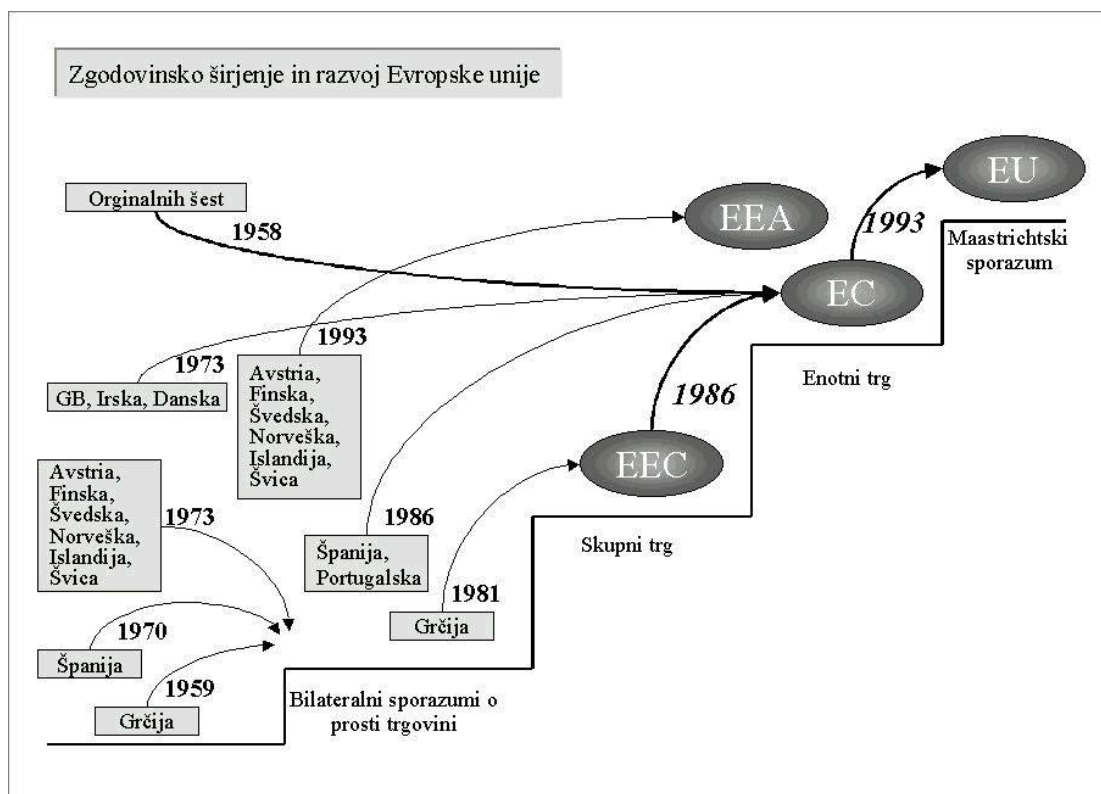 Zgodovinsko širjenje in razvoj Evropske unije
EU
Orginalnih šest
1958
EEA
1993
Maastrichtski
sporazum
EC
1973
GB, Irska, Danska
1993
Avstria,
Finska,
Švedska,
Norveška,
Islandija,
Švica
Enotni trg
1986
EEC
Avstria,
Finska,
Švedska,
Norveška,
Islandija,
Švica
1973
1986
Španija,
Portugalska
Skupni trg
1981
Grčija
1970
Španija
1959
Grčija
Bilateralni sporazumi o
prosti trgovini